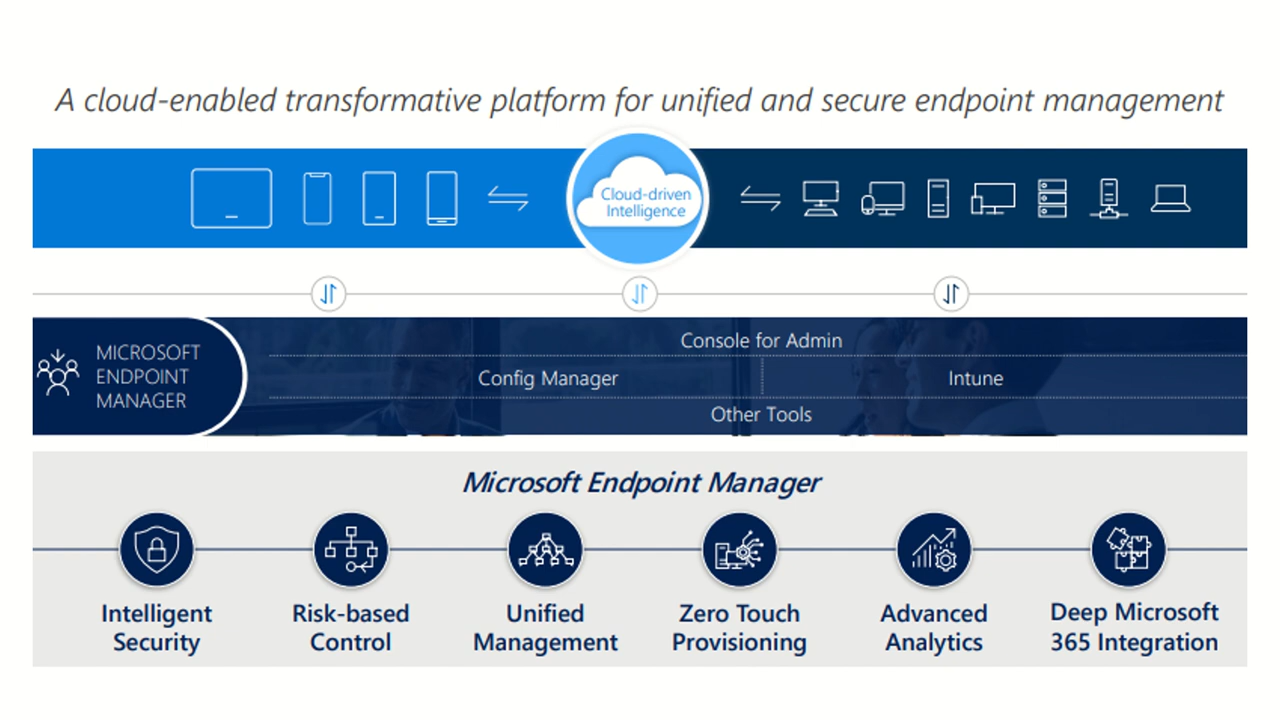 A cloud-enabled transformative platform for unified and secure endpoint management
Cloud-driven
Intelligence
MICROSOFT
ENDPOINT
MANAGER
Console for Admin
Config Manager
Intune
Other Tools
Microsoft Endpoint Manager
Intelligent
Security
Risk-based
Control
Unified
Management
Zero Touch
Provisioning
Advanced
Analytics
Deep Microsoft
365 Integration